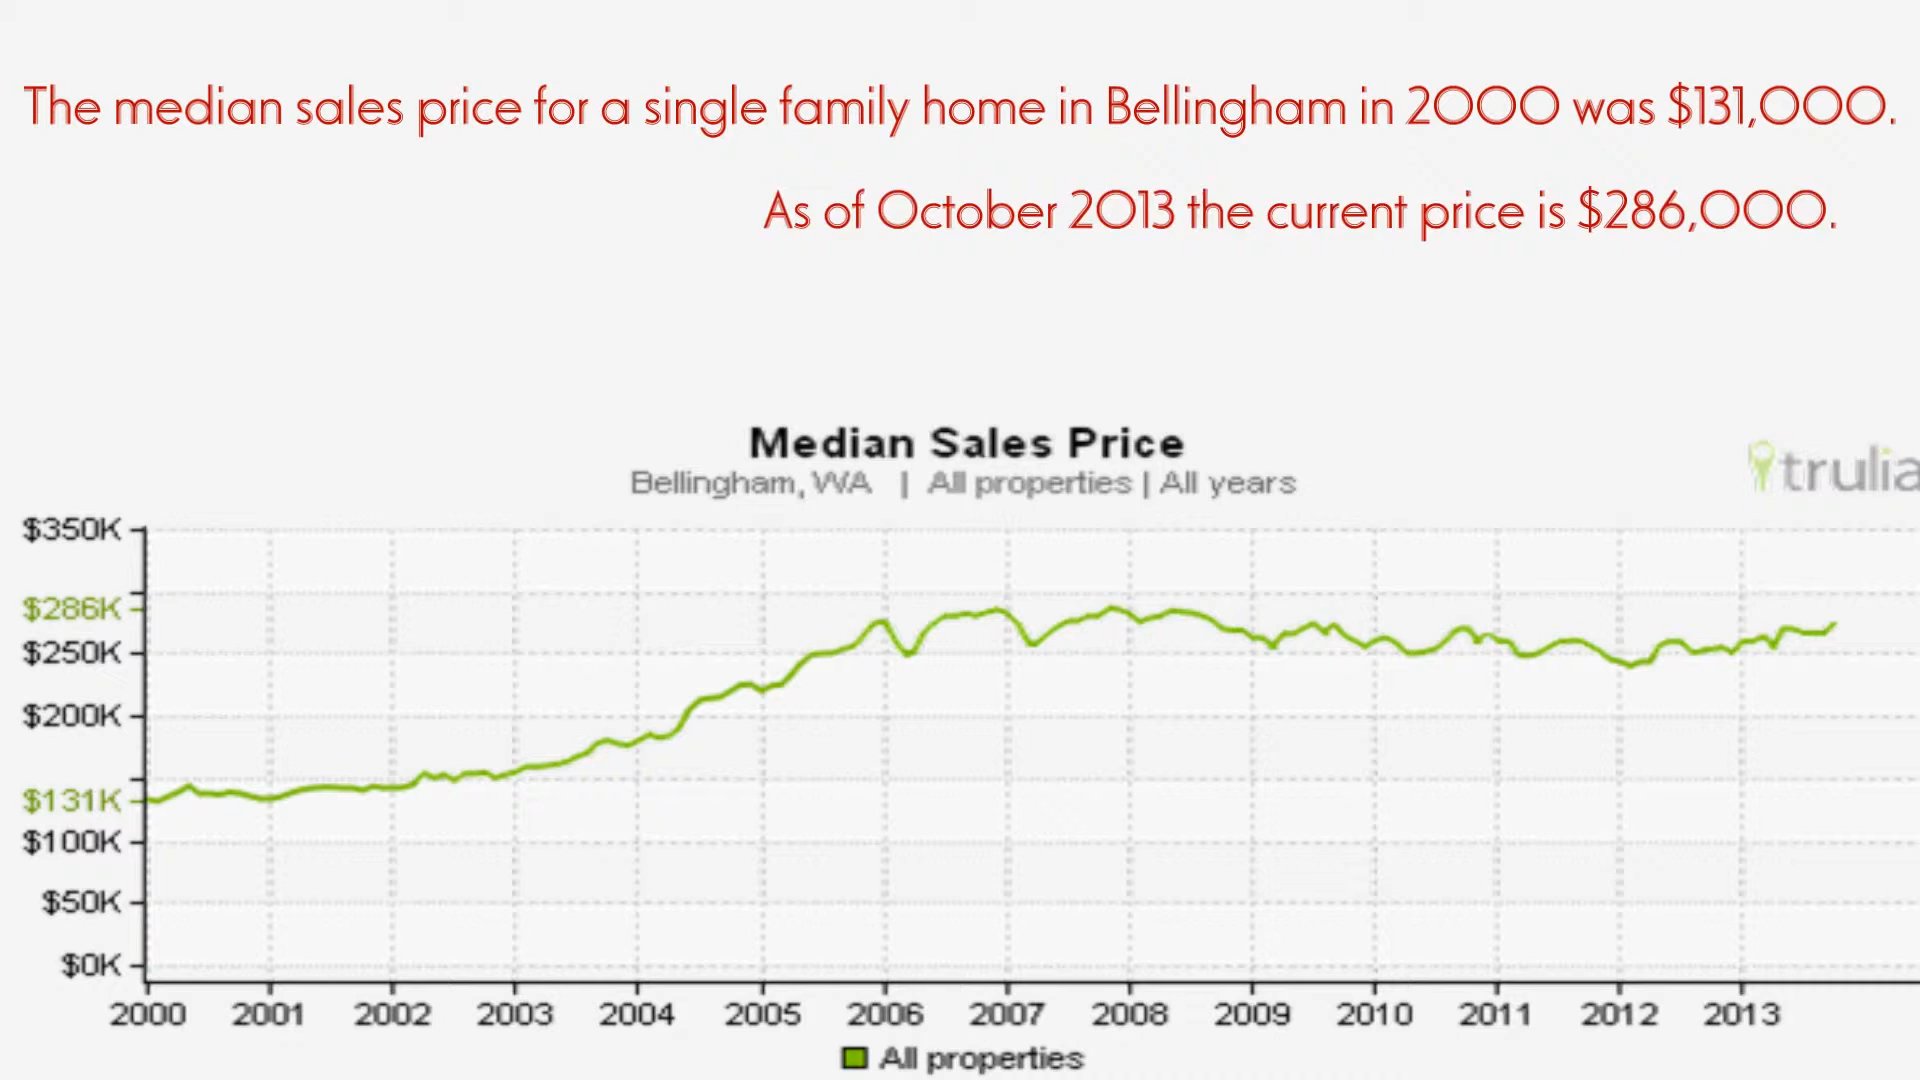 The median sales price for a single family home in Bellingham in 2000 was $131,000.
As of October 2013 the current price is $286,000.
Median Sales Price
Bellingham, WA | All properties | All years
trulia
$350K
$286K
$250K
$200K
$131K
$100K
$50K
$0K
2000 2001 2002 2003 2004 2005 2006 2007 2008 2009 2010 2011 2012 2013
All properties